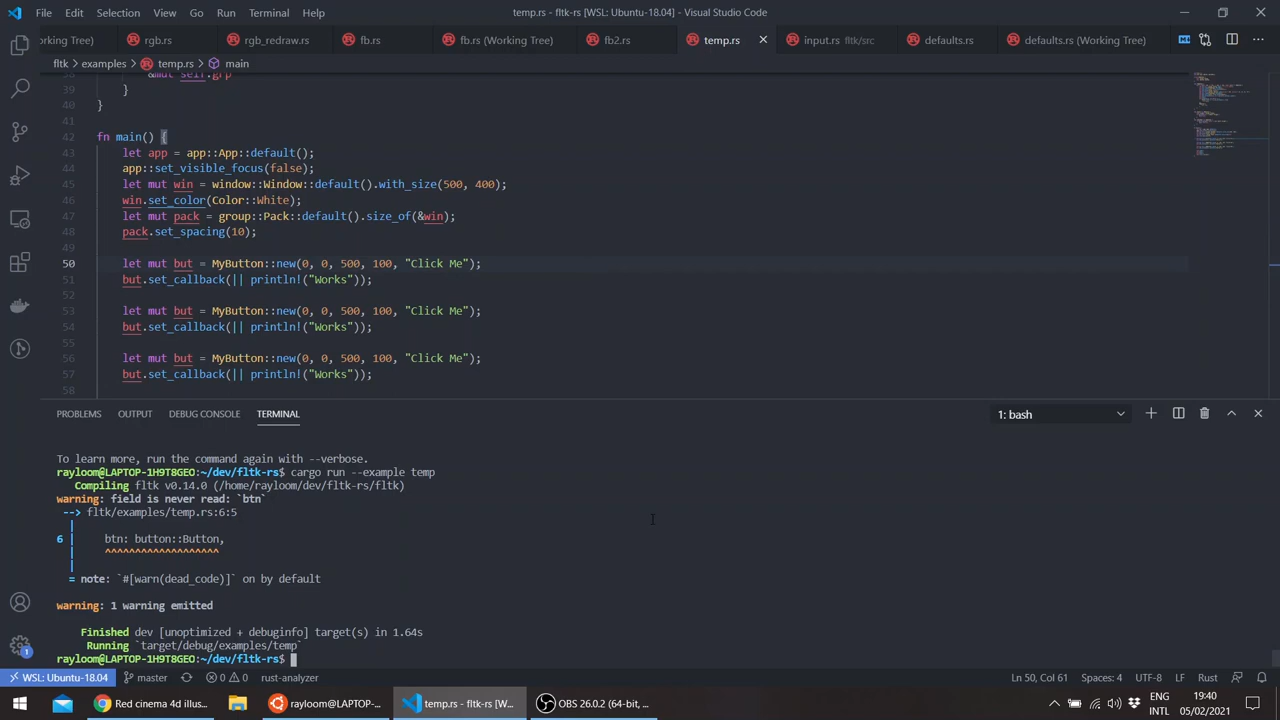 File Edit Selection View Go Run Terminal Help
temp.rs - fltk-rs [WSL: Ubuntu-18.04] - Visual Studio Code
orking Tree) rgb.rs rgb_redraw.rs fb.rs fb.rs (Working Tree) fb2.rs temp.rs input.rs fltk/src defaults.rs defaults.rs (Working Tree)
fltk > examples > temp.rs > main
38 &mut self.grp
39 }
40 }
41
42 fn main() {
43 let app = app::App::default();
44 app::set_visible_focus(false);
45 let mut win = window::Window::default().with_size(500, 400);
46 win.set_color(Color::White);
47 let mut pack = group::Pack::default().size_of(&win);
48 pack.set_spacing(10);
49
50 let mut but = MyButton::new(0, 0, 500, 100, "Click Me");
51 but.set_callback(|| println!("Works"));
52
53 let mut but = MyButton::new(0, 0, 500, 100, "Click Me");
54 but.set_callback(|| println!("Works"));
55
56 let mut but = MyButton::new(0, 0, 500, 100, "Click Me");
57 but.set_callback(|| println!("Works"));
58
PROBLEMS OUTPUT DEBUG CONSOLE TERMINAL 1: bash
To learn more, run the command again with --verbose.
rayloom@LAPTOP-1H9T8GEO:~/dev/fltk-rs$ cargo run --example temp
Compiling fltk v0.14.0 (/home/rayloom/dev/fltk-rs/fltk)
warning: field is never read: `btn`
--> fltk/examples/temp.rs:6:5
|
6 | btn: button::Button,
| ^^^^^^^^^^^^^^^^^^^
|
= note: `#[warn(dead_code)]` on by default
warning: 1 warning emitted
Finished dev [unoptimized + debuginfo] target(s) in 1.64s
Running `target/debug/examples/temp`
rayloom@LAPTOP-1H9T8GEO:~/dev/fltk-rs$
WSL: Ubuntu-18.04 master 0 0 rust-analyzer Ln 50, Col 61 Spaces: 4 UTF-8 LF Rust
1
Red cinema 4d illus... rayloom@LAPTOP-... temp.rs - fltk-rs [W... OBS 26.0.2 (64-bit, ...
ENG 19:40
INTL 05/02/2021